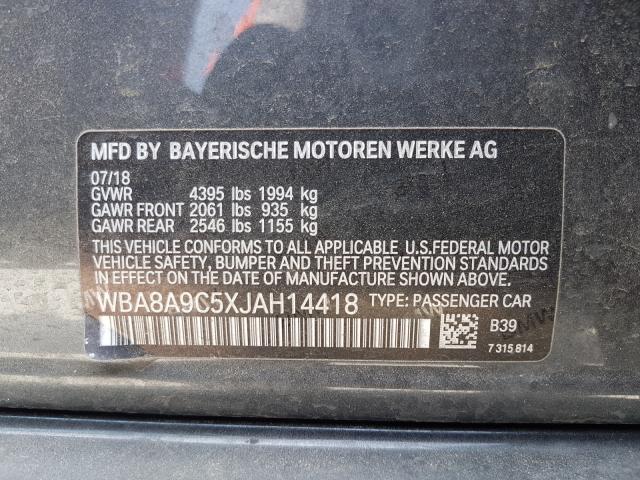 MFD BY BAYERISCHE MOTOREN WERKE AG
07/18
GVWR 4395 lbs 1994 kg
GAWR FRONT 2061 lbs 935 kg
GAWR REAR 2546 lbs 1155 kg
THIS VEHICLE CONFORMS TO ALL APPLICABLE U.S.FEDERAL MOTOR
VEHICLE SAFETY, BUMPER AND THEFT PREVENTION STANDARDS
IN EFFECT ON THE DATE OF MANUFACTURE SHOWN ABOVE.
WBA8A9C5XJAH14418 TYPE: PASSENGER CAR
B39
7 315 814